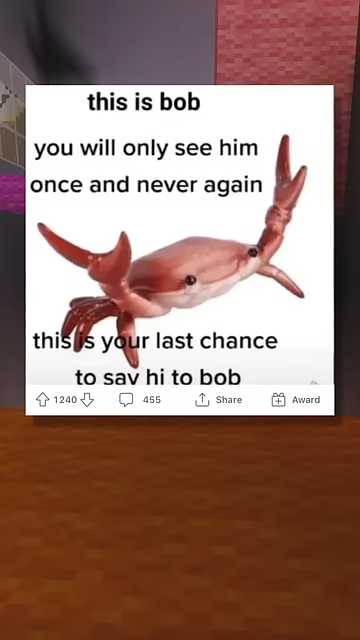 this is bob
you will only see him
once and never again
this is your last chance
to say hi to bob
1240 455 Share Award